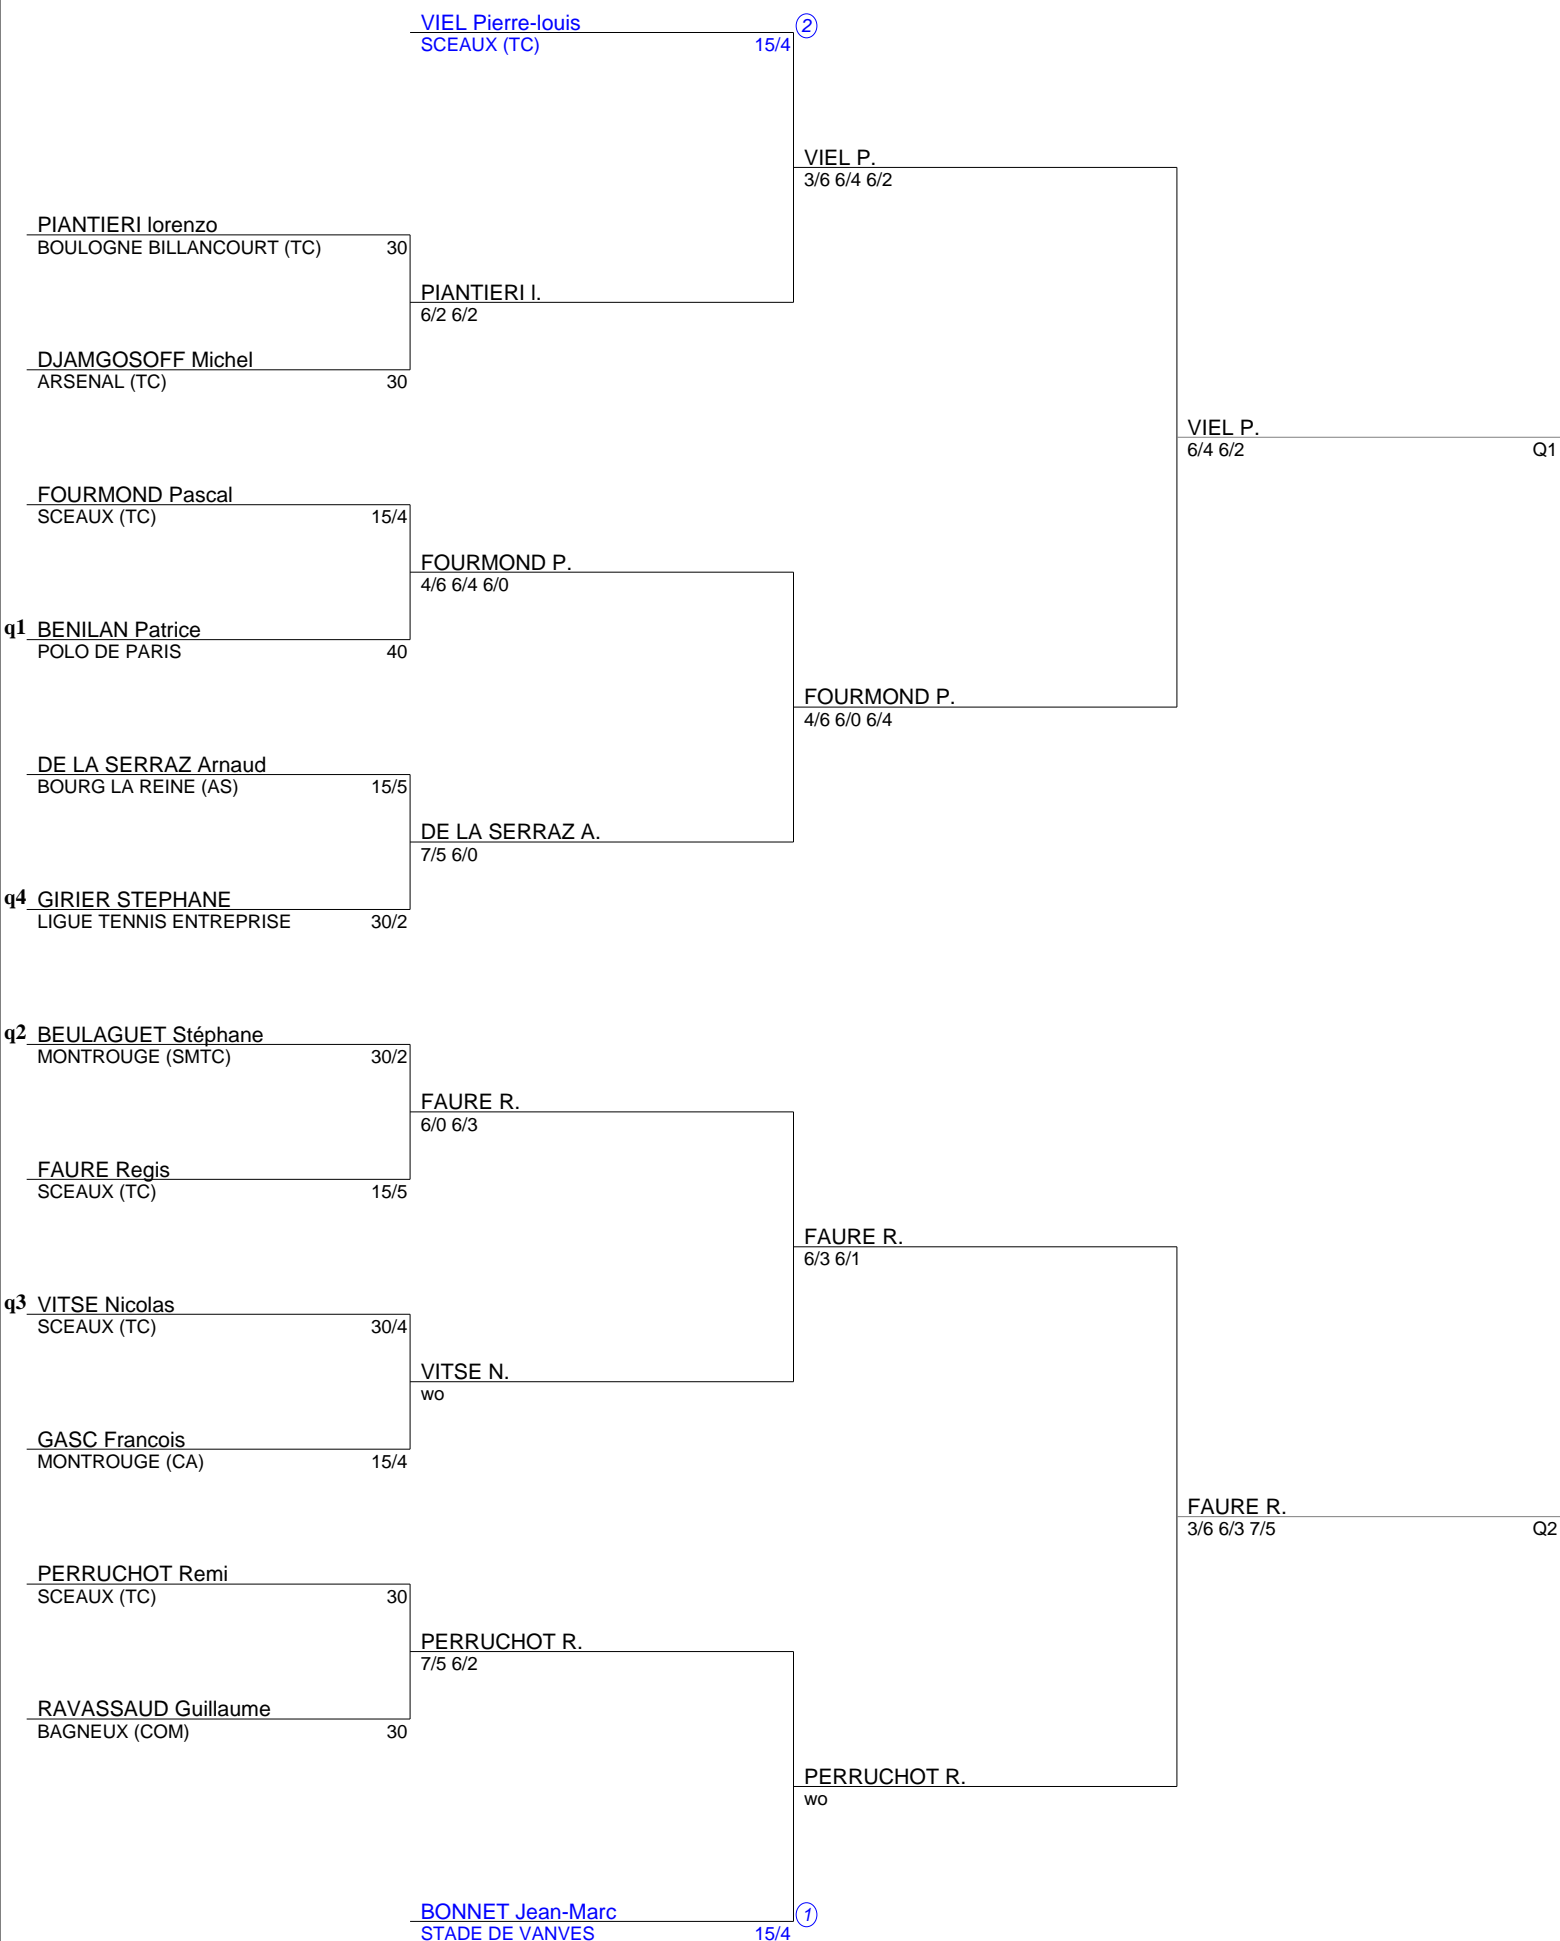 VIEL Pierre-louis 2
SCEAUX (TC) 15/4
VIEL P.
3/6 6/4 6/2
PIANTIERI lorenzo
BOULOGNE BILLANCOURT (TC) 30
PIANTIERI l.
6/2 6/2
DJAMGOSOFF Michel
ARSENAL (TC) 30
VIEL P.
6/4 6/2 Q1
FOURMOND Pascal
SCEAUX (TC) 15/4
FOURMOND P.
4/6 6/4 6/0
q1 BENILAN Patrice
POLO DE PARIS 40
FOURMOND P.
4/6 6/0 6/4
DE LA SERRAZ Arnaud
BOURG LA REINE (AS) 15/5
DE LA SERRAZ A.
7/5 6/0
q4 GIRIER STEPHANE
LIGUE TENNIS ENTREPRISE 30/2
q2 BEULAGUET Stéphane
MONTROUGE (SMTC) 30/2
FAURE R.
6/0 6/3
FAURE Regis
SCEAUX (TC) 15/5
FAURE R.
6/3 6/1
q3 VITSE Nicolas
SCEAUX (TC) 30/4
VITSE N.
wo
GASC Francois
MONTROUGE (CA) 15/4
FAURE R.
3/6 6/3 7/5 Q2
PERRUCHOT Remi
SCEAUX (TC) 30
PERRUCHOT R.
7/5 6/2
RAVASSAUD Guillaume
BAGNEUX (COM) 30
PERRUCHOT R.
wo
BONNET Jean-Marc 1
STADE DE VANVES 15/4